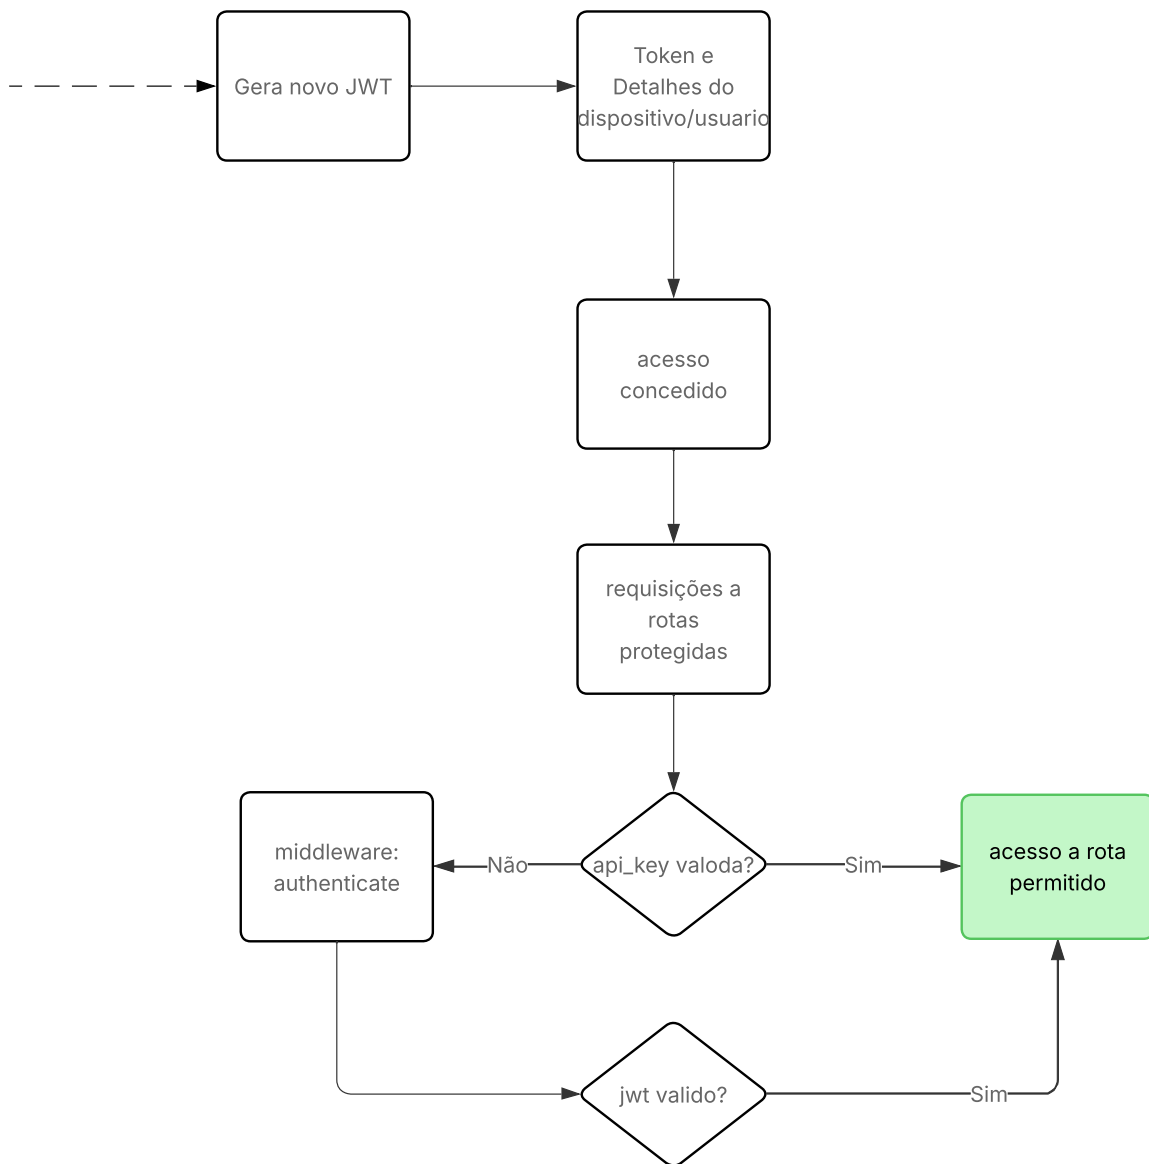 Gera novo JWT
Token e
Detalhes do
dispositivo/usuario
acesso
concedido
requisições a
rotas
protegidas
middleware:
authenticate
Não
api_key valoda?
Sim
acesso a rota
permitido
jwt valido?
Sim